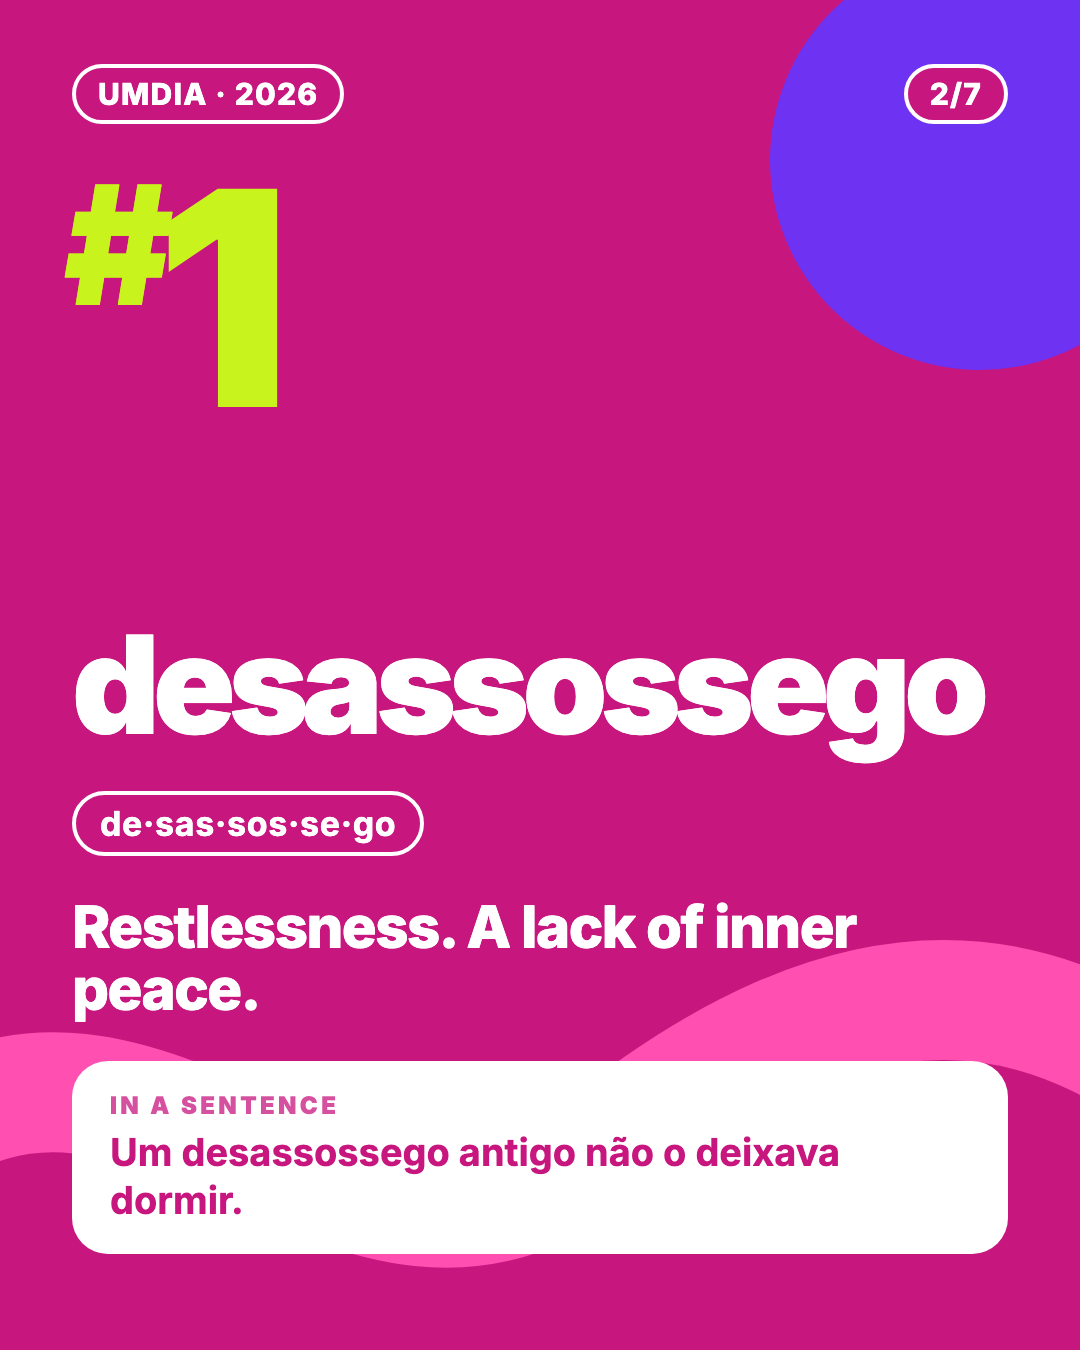 UMDIA · 2026
2/7
#1
desassossego
de·sas·sos·se·go
Restlessness. A lack of inner
peace.
IN A SENTENCE
Um desassossego antigo não o deixava
dormir.